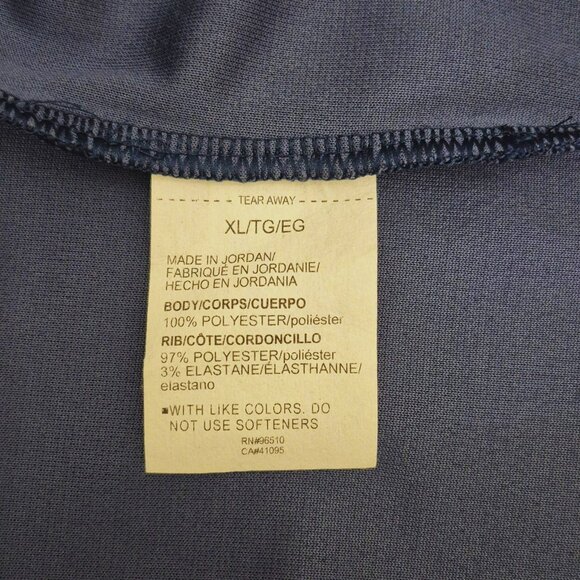 TEAR AWAY
XL/TG/EG
MADE IN JORDAN/
FABRIQUÉ EN JORDANIE/
HECHO EN JORDANIA
BODY/CORPS/CUERPO
100% POLYESTER/poliéster
RIB/CÔTE/CORDONCILLO
97% POLYESTER/poliéster
3% ELASTANE/ÉLASTHANNE/
elastano
■WITH LIKE COLORS. DO
NOT USE SOFTENERS
RN#96510
CA#41095